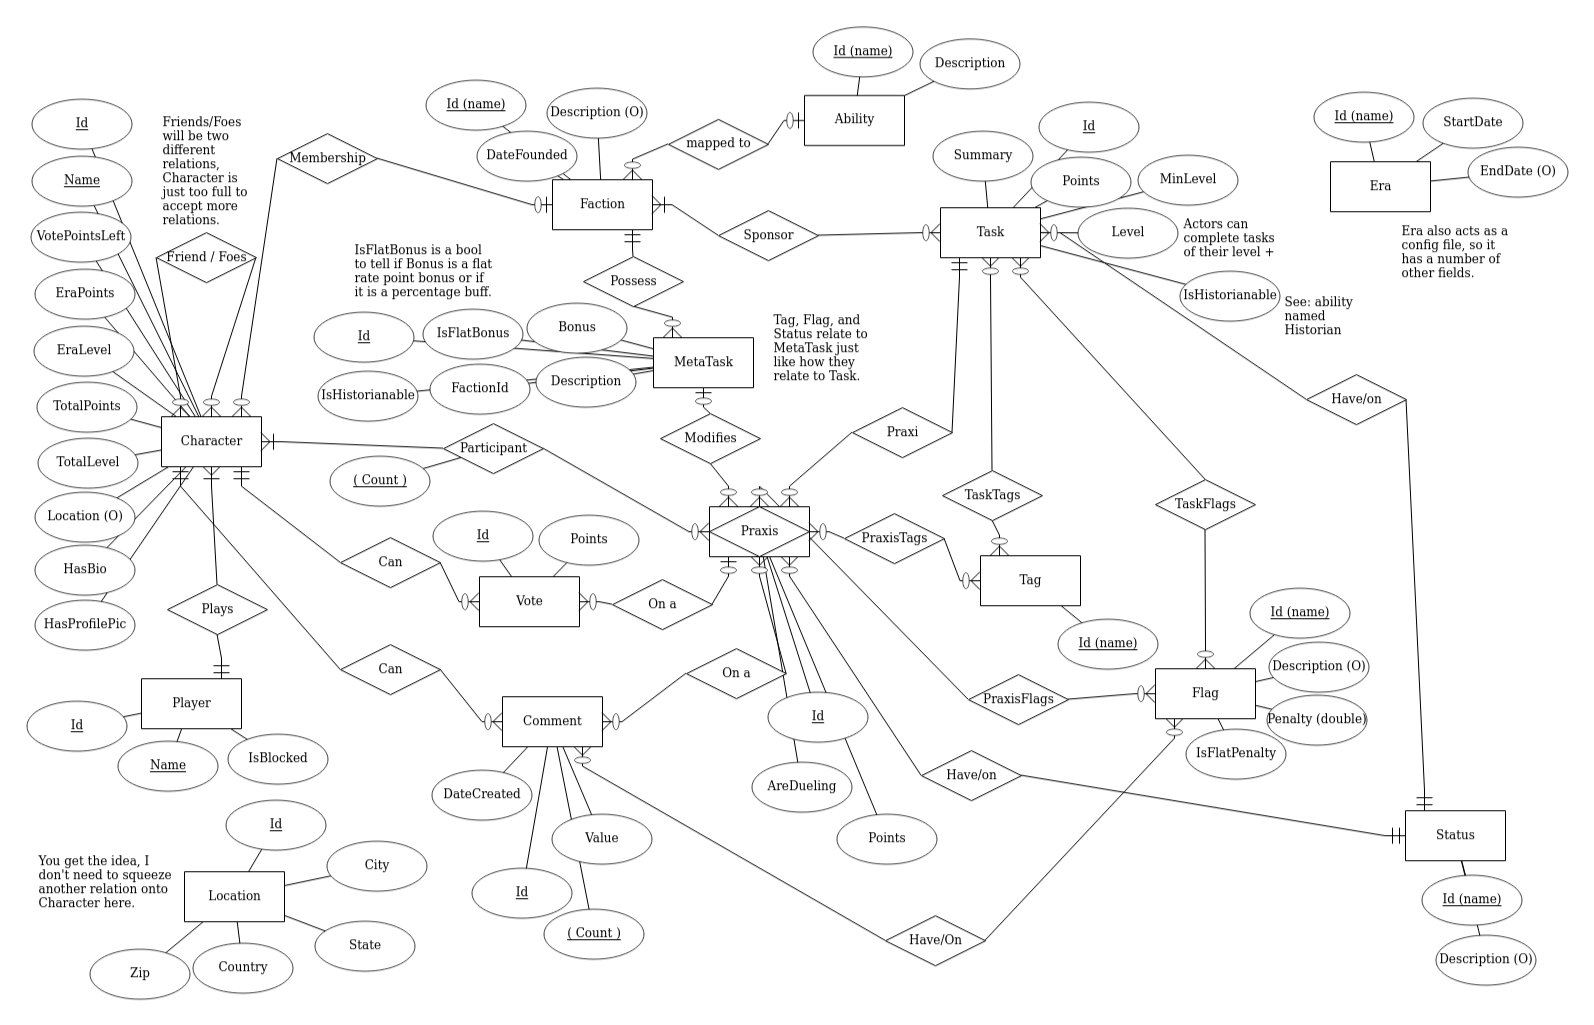 Id (name)
Description
Ability
Id (name)
Description (O)
DateFounded
Faction
mapped to
Id
Name
VotePointsLeft
EraPoints
EraLevel
TotalPoints
TotalLevel
Location (O)
HasBio
HasProfilePic
Character
Friends/Foes
will be two
different
relations,
Character is
just too full to
accept more
relations.
Friend / Foes
Membership
Sponsor
Summary
Id
Points
MinLevel
Level
IsHistorianable
Task
Actors can
complete tasks
of their level +
See: ability
named
Historian
Id (name)
StartDate
EndDate (O)
Era
Era also acts as a
config file, so it
has a number of
other fields.
IsFlatBonus is a bool
to tell if Bonus is a flat
rate point bonus or if
it is a percentage buff.
Possess
Id
IsFlatBonus
Bonus
IsHistorianable
FactionId
Description
MetaTask
Tag, Flag, and
Status relate to
MetaTask just
like how they
relate to Task.
Modifies
Praxi
Have/on
Participant
( Count )
TaskTags
TaskFlags
Praxis
PraxisTags
Id
Points
Can
Vote
On a
Tag
Id (name)
Plays
Can
On a
PraxisFlags
Id (name)
Description (O)
Penalty (double)
IsFlatPenalty
Flag
Player
Id
Name
IsBlocked
Comment
DateCreated
Value
Id
( Count )
Id
AreDueling
Points
Have/on
Status
Id (name)
Description (O)
Have/On
You get the idea, I
don't need to squeeze
another relation onto
Character here.
Id
City
Location
State
Country
Zip